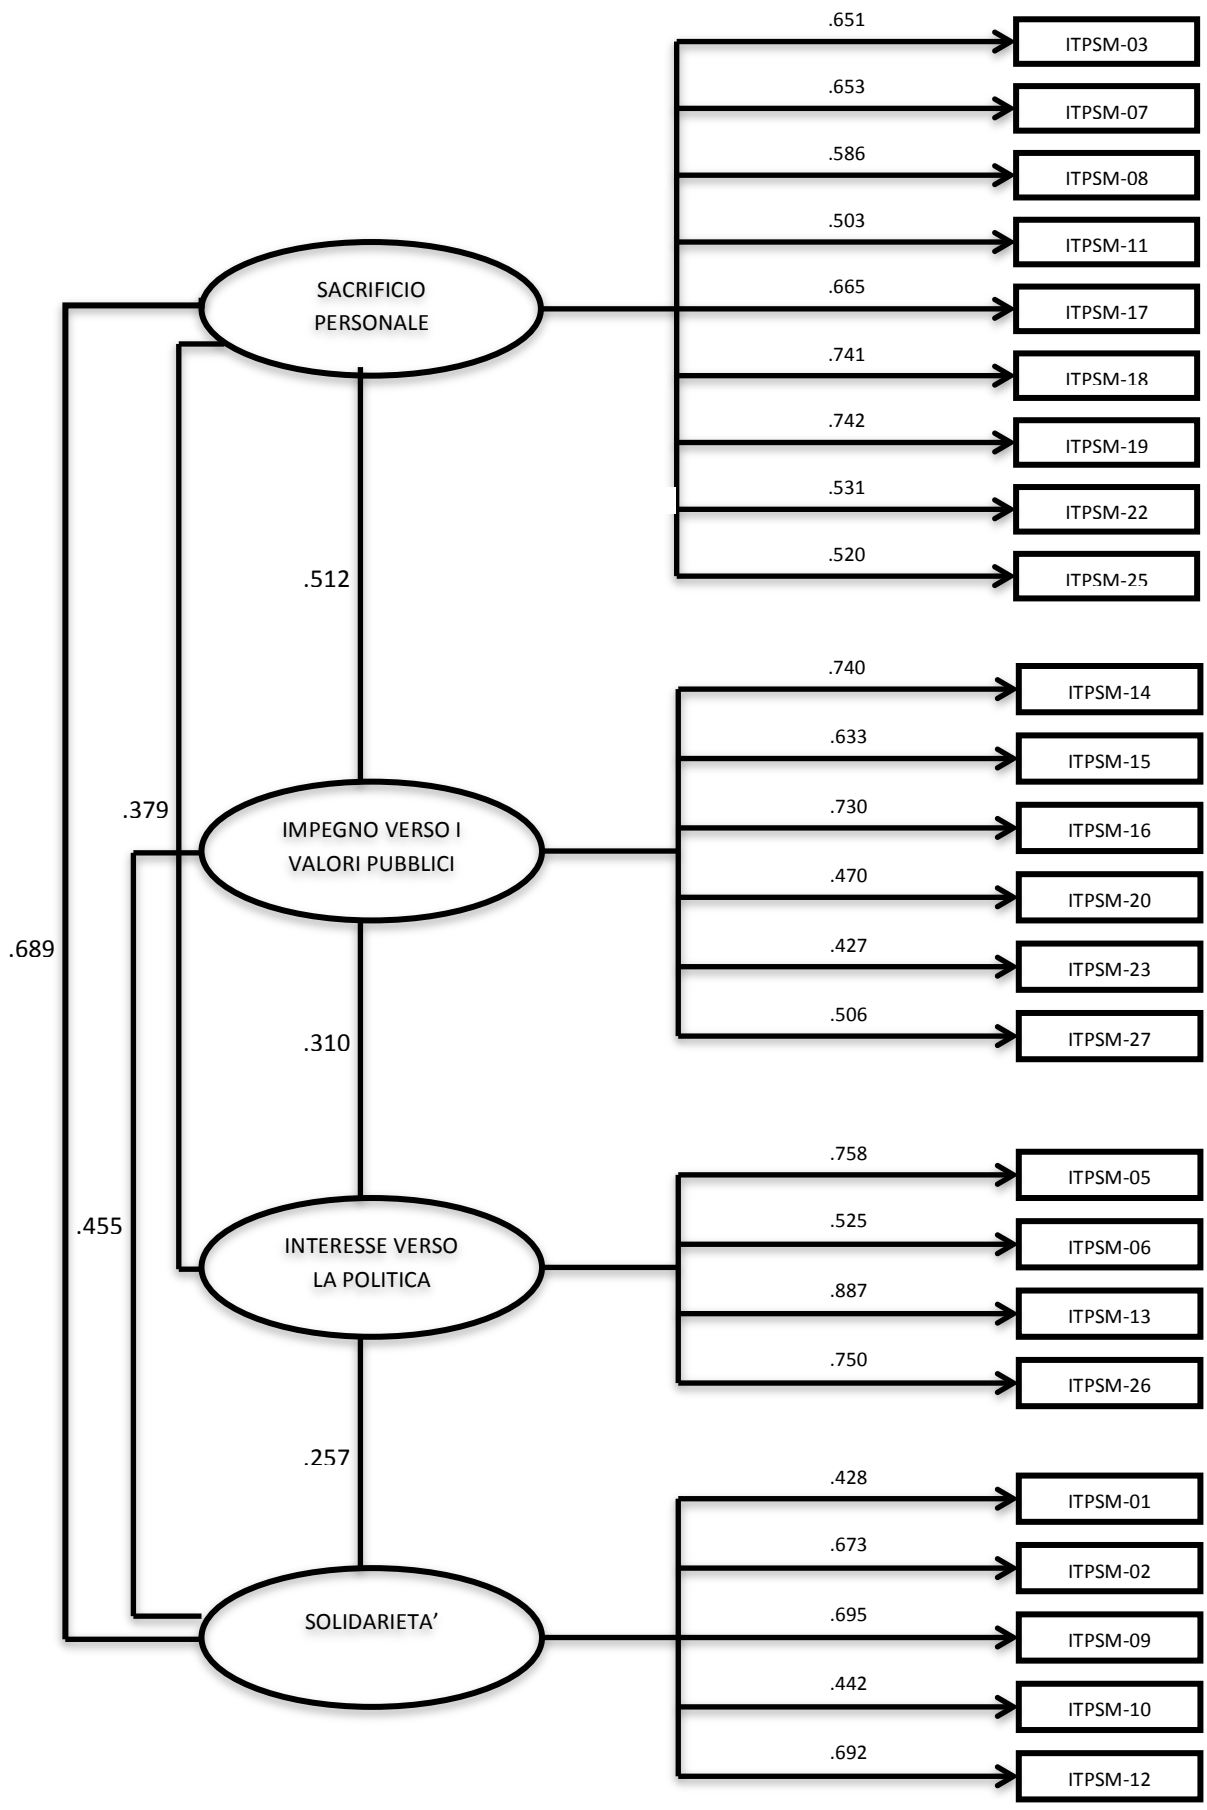 .651
ITPSM-03
.653
ITPSM-07
.586
ITPSM-08
.503
ITPSM-11
SACRIFICIO
PERSONALE
.665
ITPSM-17
.741
ITPSM-18
.742
ITPSM-19
.531
ITPSM-22
.520
ITPSM-25
.512
.740
ITPSM-14
.633
ITPSM-15
.379
IMPEGNO VERSO I
VALORI PUBBLICI
.730
ITPSM-16
.470
ITPSM-20
.689
.427
ITPSM-23
.506
ITPSM-27
.310
.758
ITPSM-05
.455
INTERESSE VERSO
LA POLITICA
.525
ITPSM-06
.887
ITPSM-13
.750
ITPSM-26
.257
.428
ITPSM-01
.673
ITPSM-02
SOLIDARIETA’
.695
ITPSM-09
.442
ITPSM-10
.692
ITPSM-12